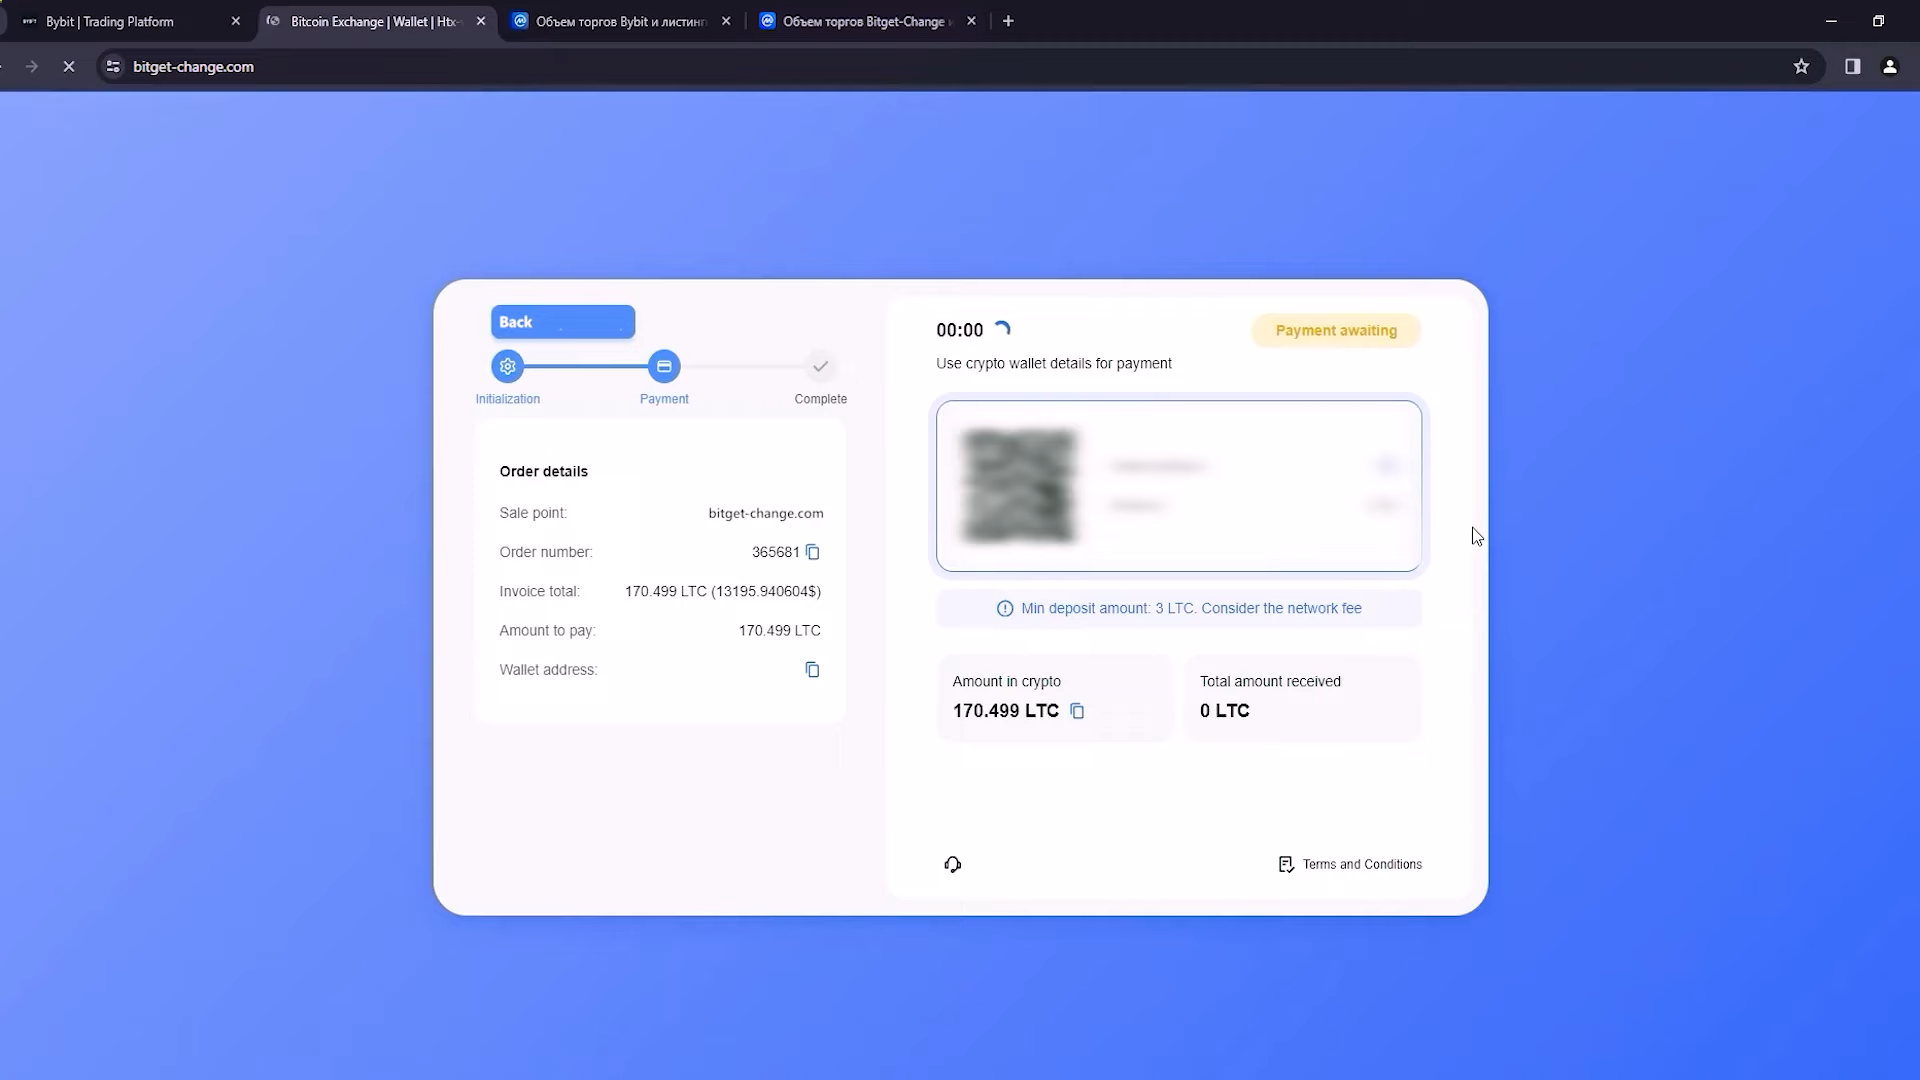 Bybit | Trading Platform
Bitcoin Exchange | Wallet | Htx-
Объем торгов Bybit и листинг
Объем торгов Bitget-Change и
bitget-change.com
Back
Initialization
Payment
Complete
Order details
Sale point: bitget-change.com
Order number: 365681
Invoice total: 170.499 LTC (13195.940604$)
Amount to pay: 170.499 LTC
Wallet address:
00:00
Payment awaiting
Use crypto wallet details for payment
Min deposit amount: 3 LTC. Consider the network fee
Amount in crypto
170.499 LTC
Total amount received
0 LTC
Terms and Conditions